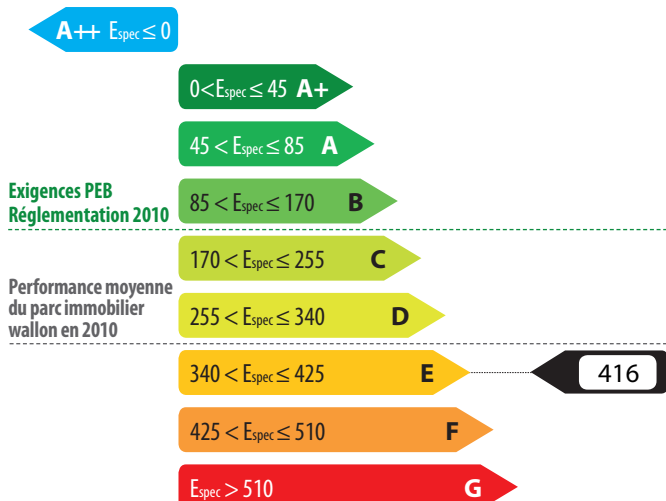 A++ Espec ≤ 0
0<Espec ≤ 45 A+
45 < Espec ≤ 85 A
Exigences PEB
Réglementation 2010
85 < Espec ≤ 170 B
170 < Espec ≤ 255 C
Performance moyenne
du parc immobilier
wallon en 2010
255 < Espec ≤ 340 D
340 < Espec ≤ 425 E 416
425 < Espec ≤ 510 F
Espec > 510 G